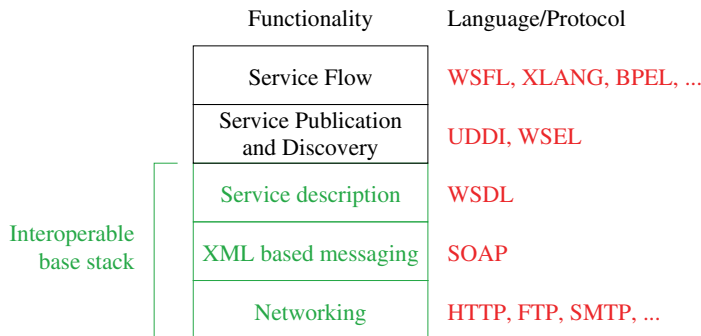 Functionality Language/Protocol
Service Flow WSFL, XLANG, BPEL, ...
Service Publication
and Discovery UDDI, WSEL
Service description WSDL
Interoperable
base stack
XML based messaging SOAP
Networking HTTP, FTP, SMTP, ...